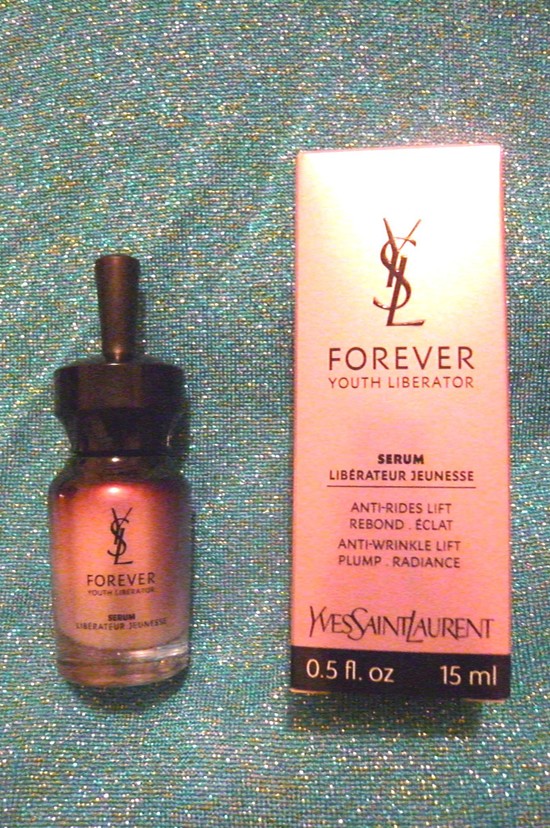 YSL
FOREVER
YOUTH LIBERATOR
SERUM
LIBÉRATEUR JEUNESSE
YSL
FOREVER
YOUTH LIBERATOR
SERUM
LIBÉRATEUR JEUNESSE
ANTI-RIDES LIFT
REBOND . ÉCLAT
ANTI-WRINKLE LIFT
PLUMP . RADIANCE
YVESSAINTLAURENT
0.5 fl. oz 15 ml